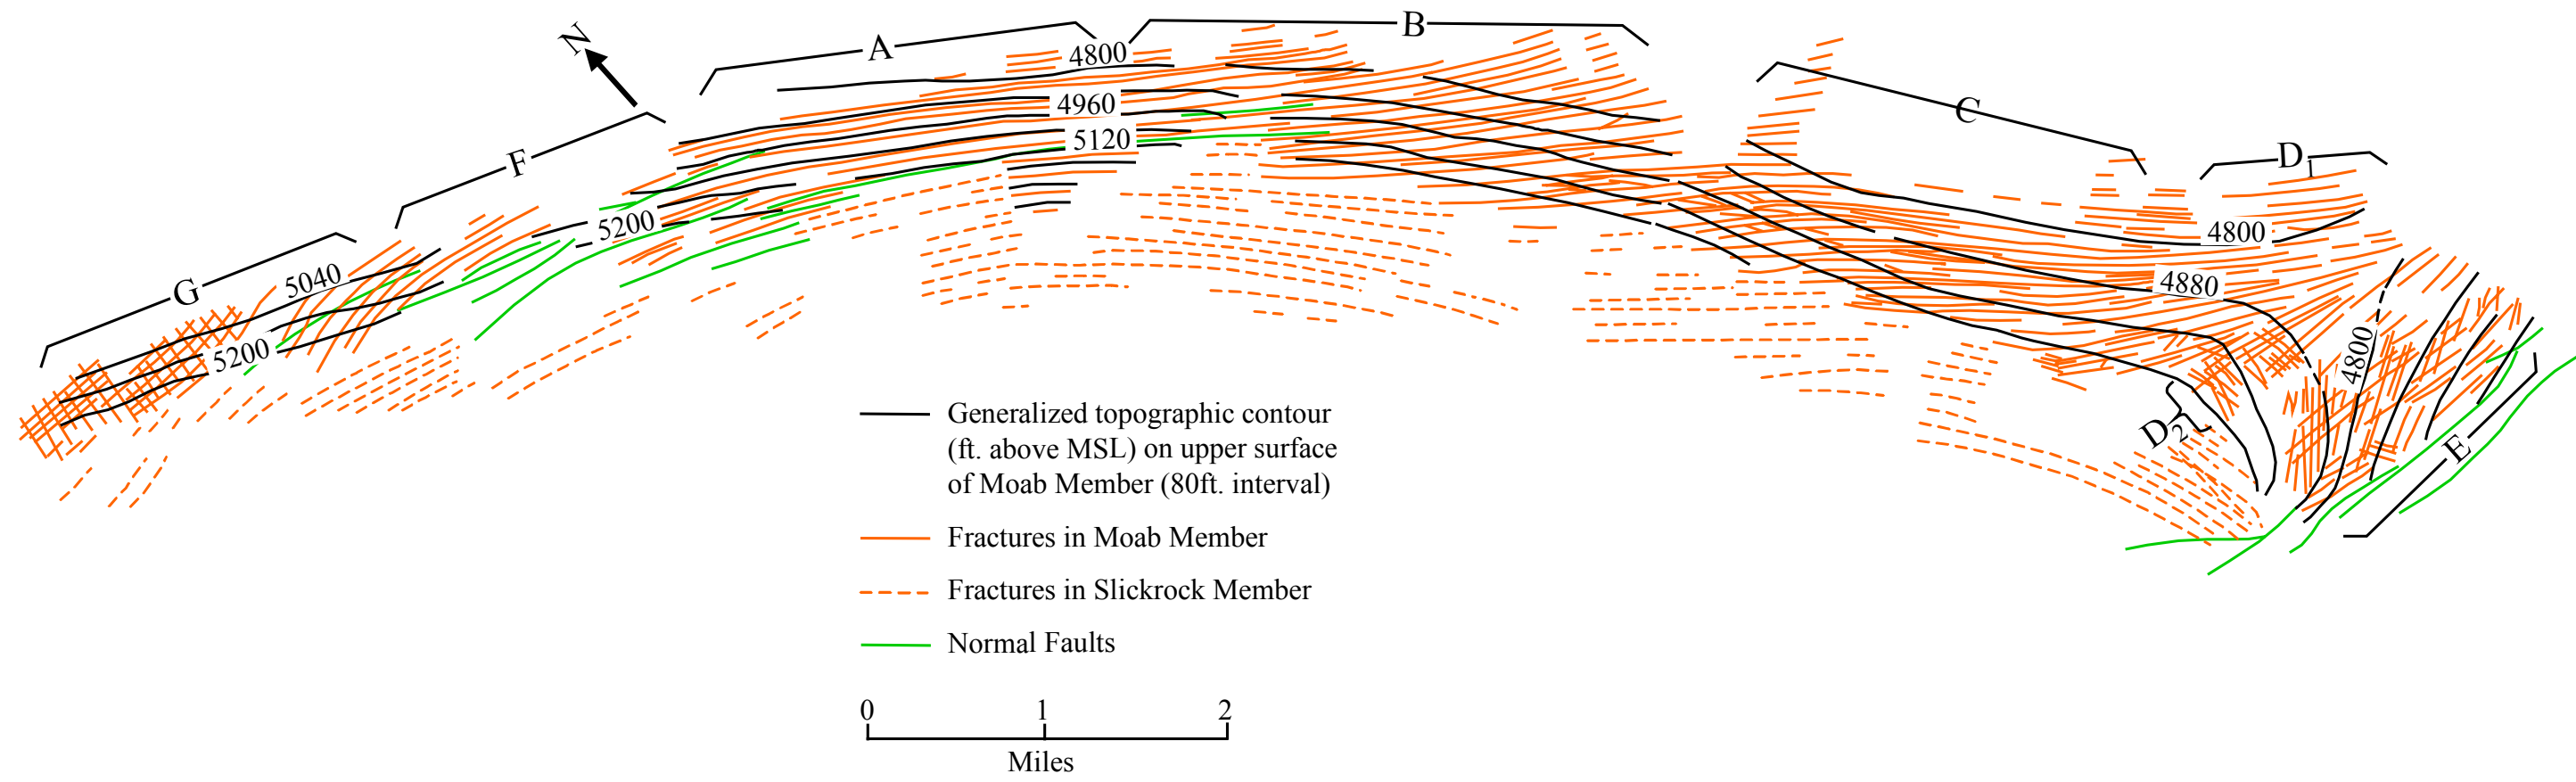 N
A
B
C
D1
F
G
4800
4960
5120
5200
5040
5200
4800
4880
4800
D2
E
Generalized topographic contour
(ft. above MSL) on upper surface
of Moab Member (80ft. interval)
Fractures in Moab Member
Fractures in Slickrock Member
Normal Faults
0 1 2
Miles